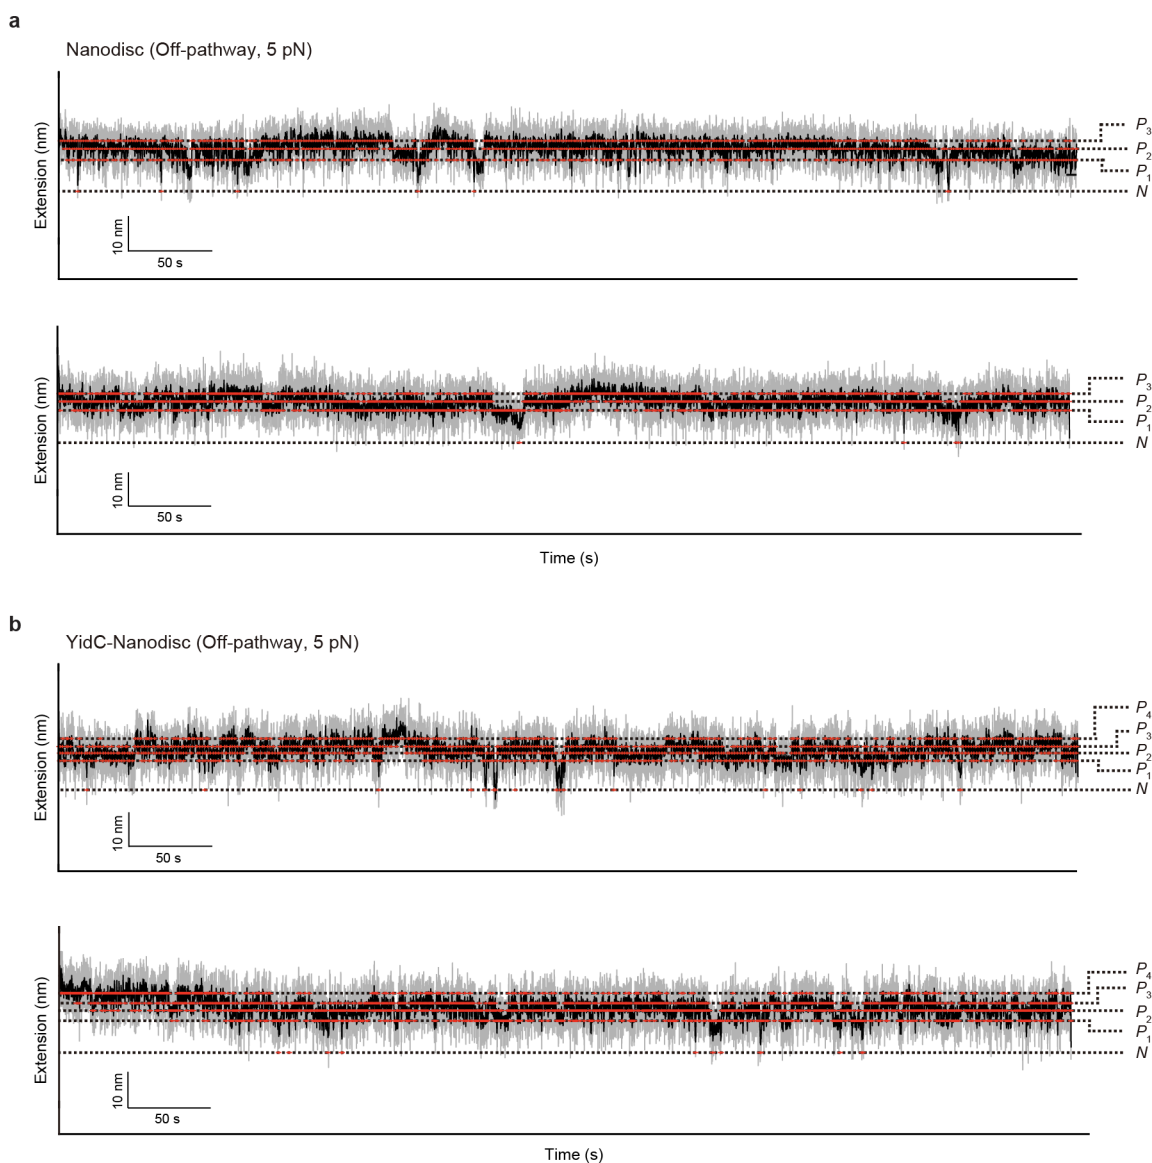 a
Nanodisc (Off-pathway, 5 pN)
Extension (nm)
P3
P2
P1
N
10 nm
50 s
Extension (nm)
P3
P2
P1
N
10 nm
50 s
Time (s)
b
YidC-Nanodisc (Off-pathway, 5 pN)
Extension (nm)
P4
P3
P2
P1
N
10 nm
50 s
Extension (nm)
P4
P3
P2
P1
N
10 nm
50 s
Time (s)